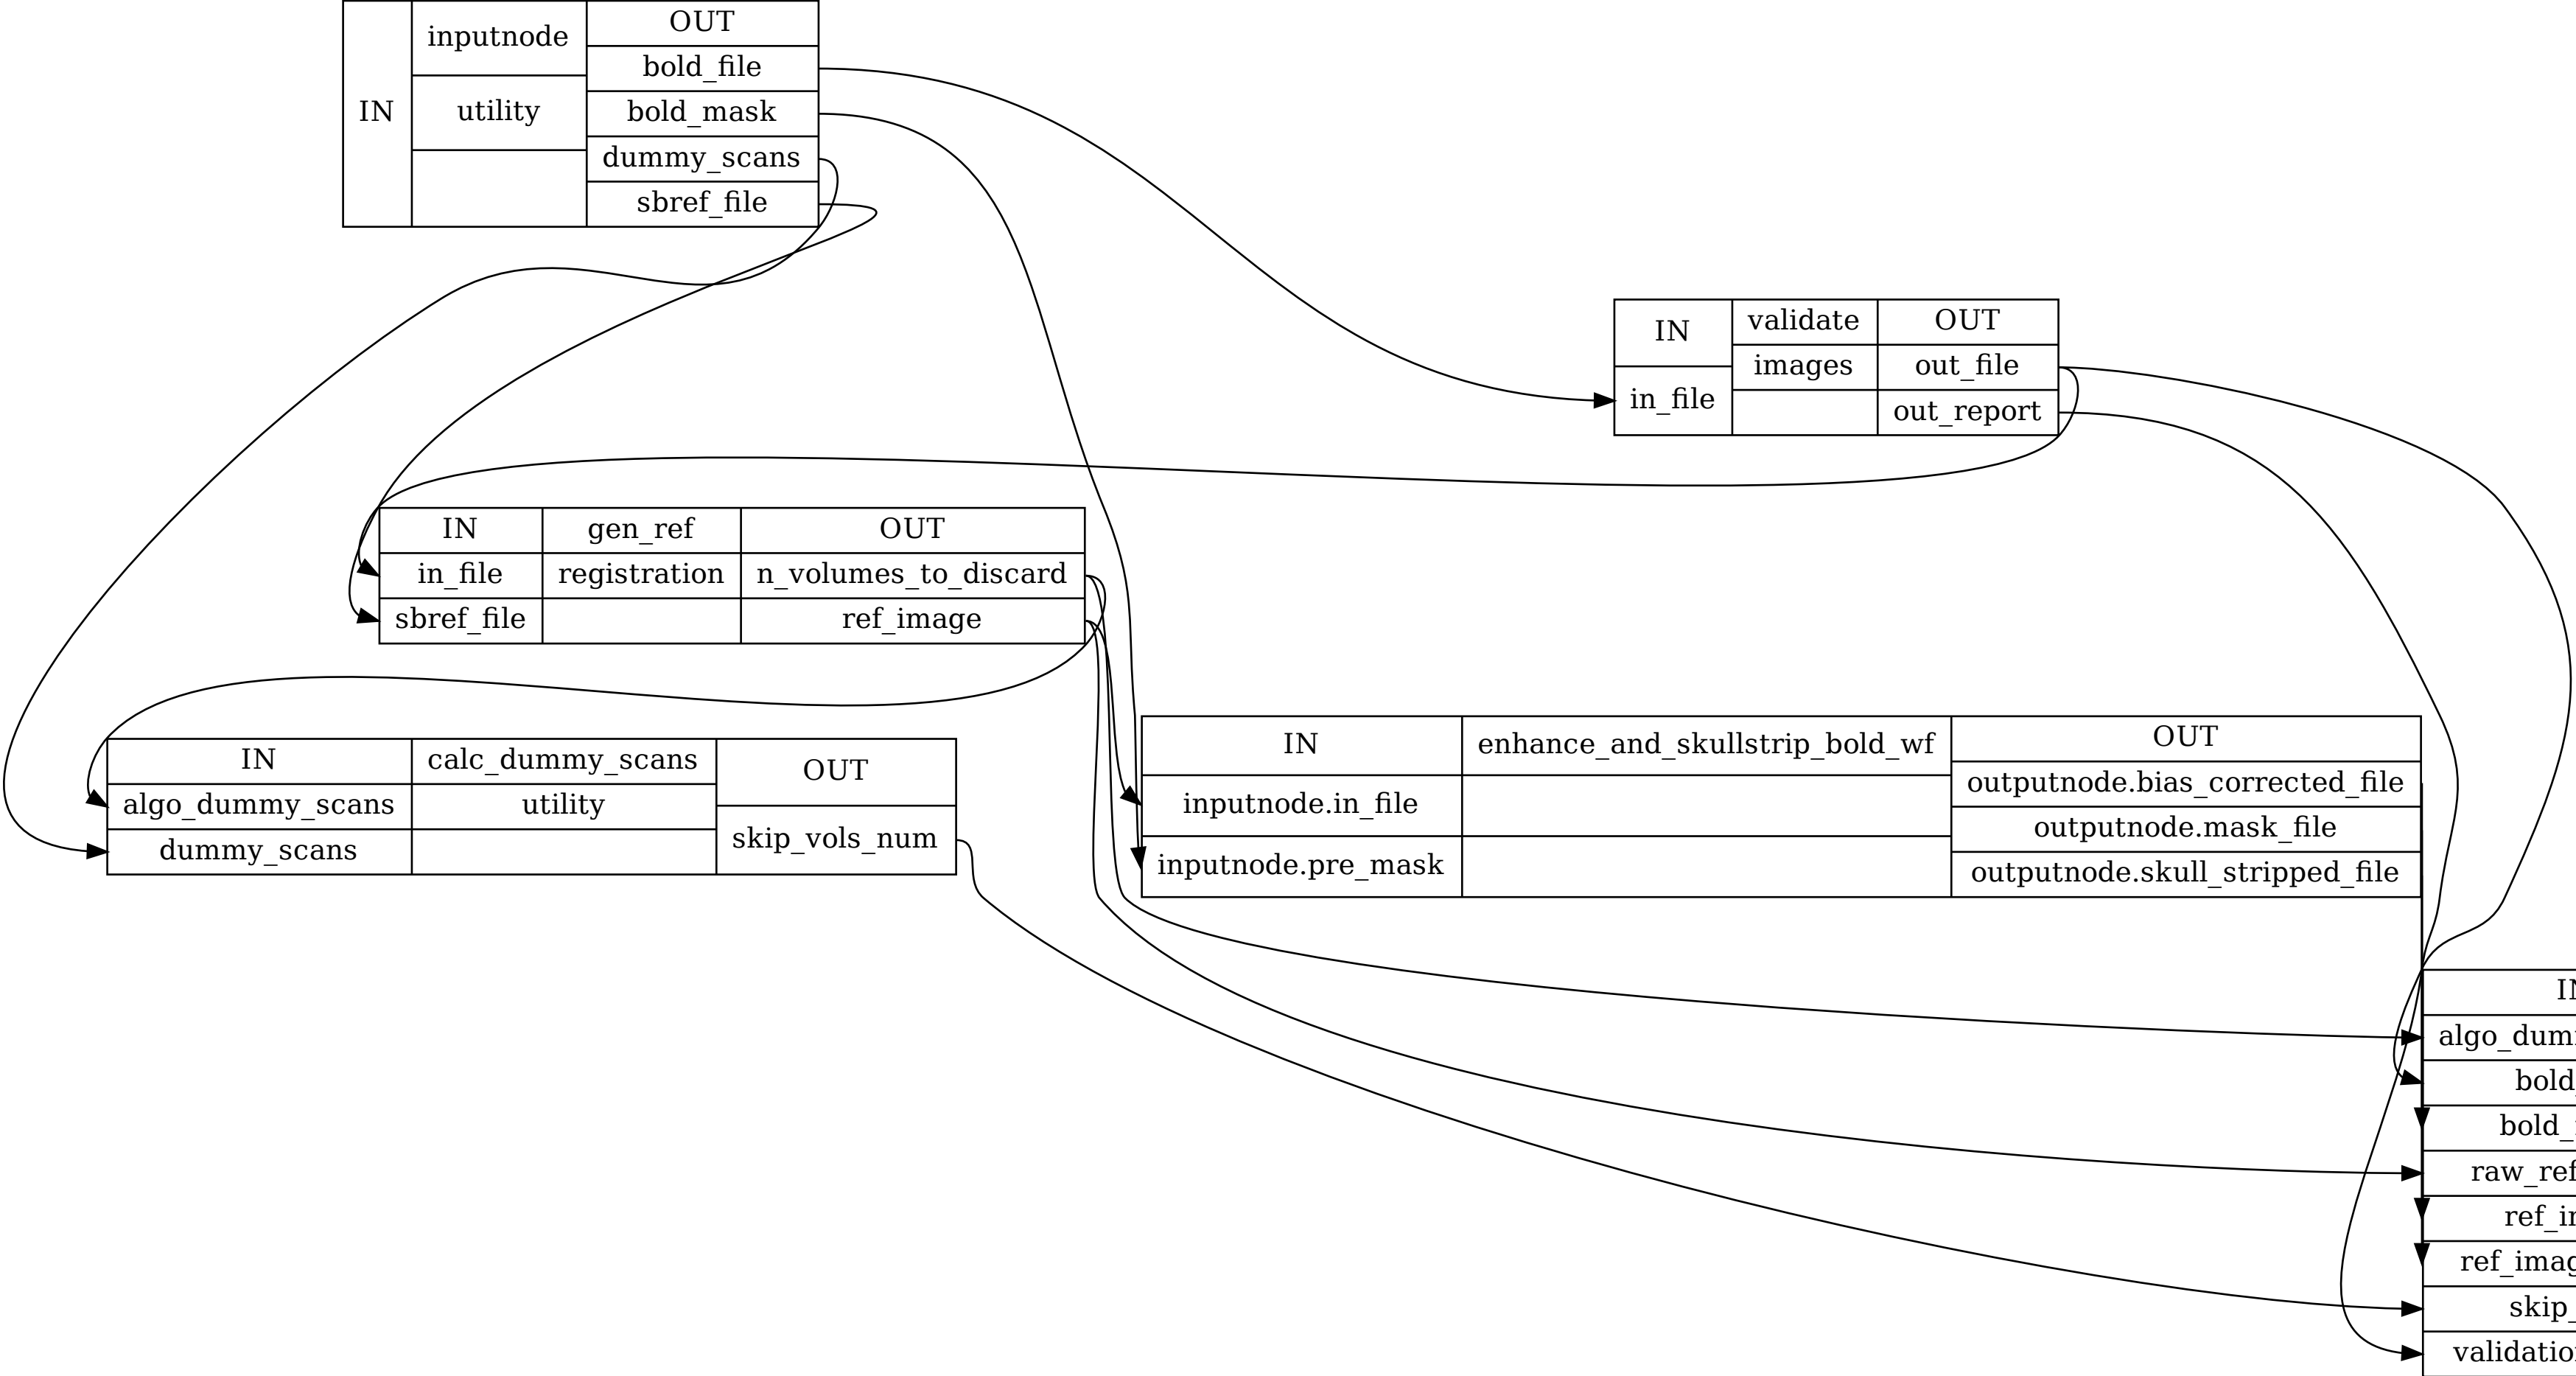 IN
inputnode
utility
OUT
bold_file
bold_mask
dummy_scans
sbref_file
IN
in_file
validate
images
OUT
out_file
out_report
IN
in_file
sbref_file
gen_ref
registration
OUT
n_volumes_to_discard
ref_image
IN
algo_dummy_scans
dummy_scans
calc_dummy_scans
utility
OUT
skip_vols_num
IN
inputnode.in_file
inputnode.pre_mask
enhance_and_skullstrip_bold_wf
OUT
outputnode.bias_corrected_file
outputnode.mask_file
outputnode.skull_stripped_file